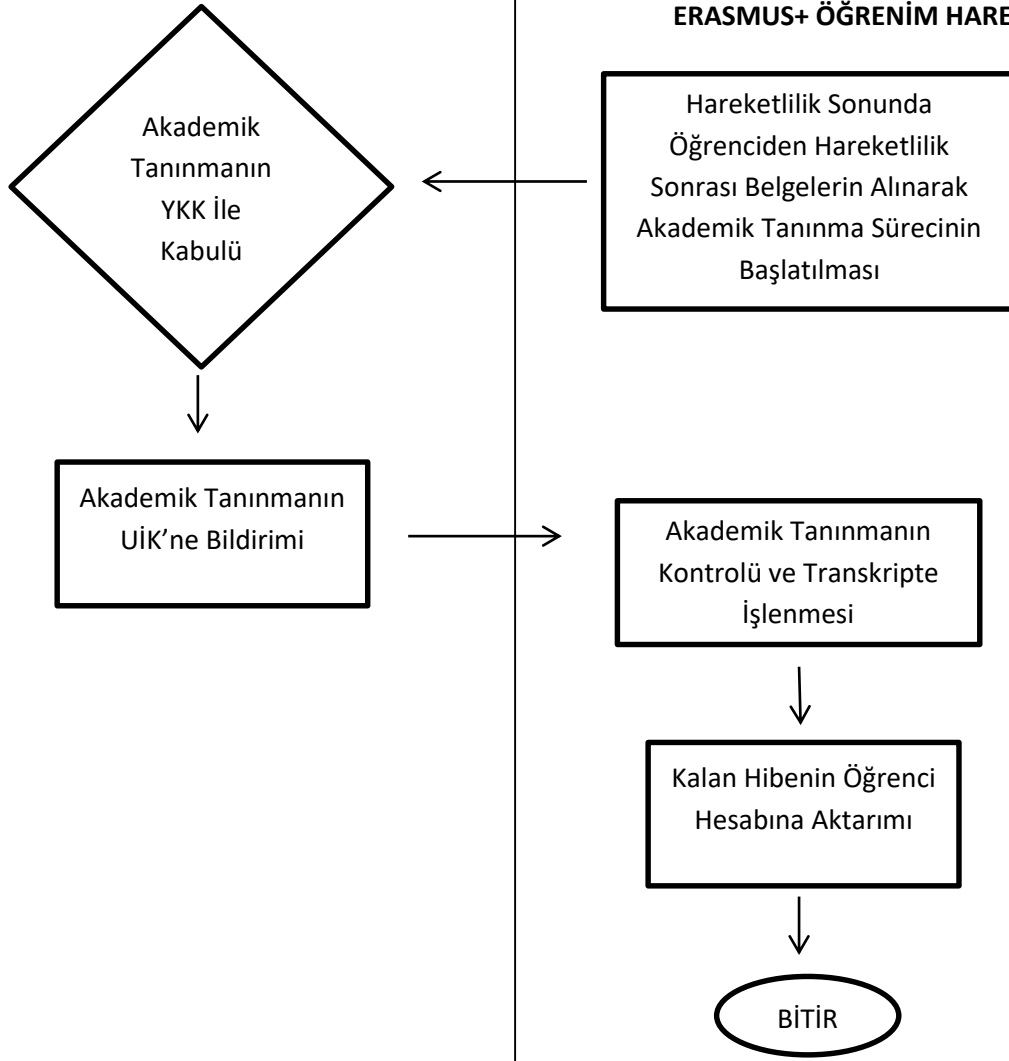 ERASMUS+ ÖĞRENİM HARE
Hareketlilik Sonunda
Öğrenciden Hareketlilik
Sonrası Belgelerin Alınarak
Akademik Tanınma Sürecinin
Başlatılması
Akademik
Tanınmanın
YKK İle
Kabulü
Akademik Tanınmanın
UİK’ne Bildirimi
Akademik Tanınmanın
Kontrolü ve Transkripte
İşlenmesi
Kalan Hibenin Öğrenci
Hesabına Aktarımı
BİTİR